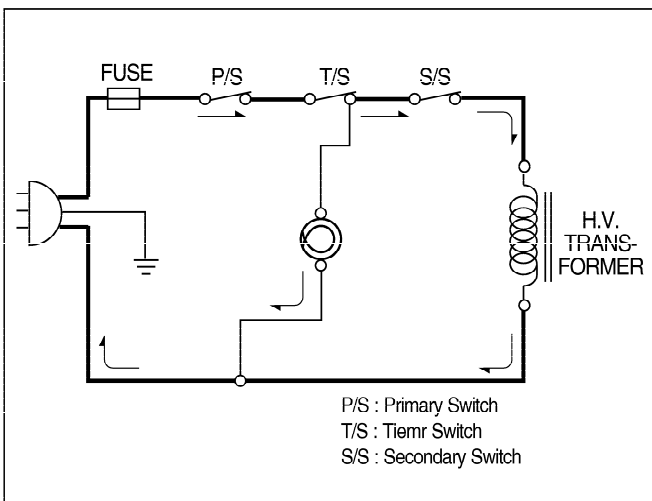 FUSE
P/S
T/S
S/S
H.V.
TRANS-
FORMER
P/S : Primary Switch
T/S : Tiemr Switch
S/S : Secondary Switch